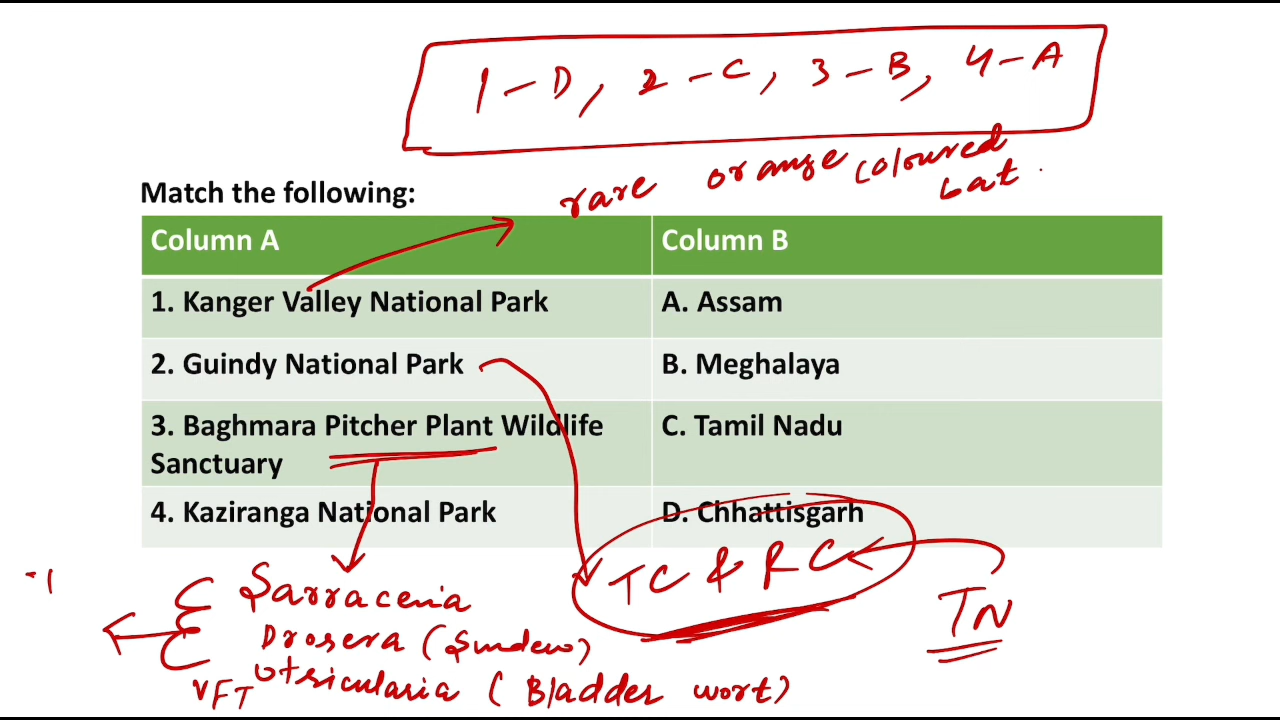 1-D, 2-C, 3-B, 4-A
rare orange coloured bat.
Match the following:
Column A Column B
1. Kanger Valley National Park A. Assam
2. Guindy National Park B. Meghalaya
3. Baghmara Pitcher Plant Wildlife C. Tamil Nadu
Sanctuary
4. Kaziranga National Park D. Chhattisgarh
TC & RC
TN
Sarracenia
Drosera (Sundew)
VFT Utricularia (Bladder wort)